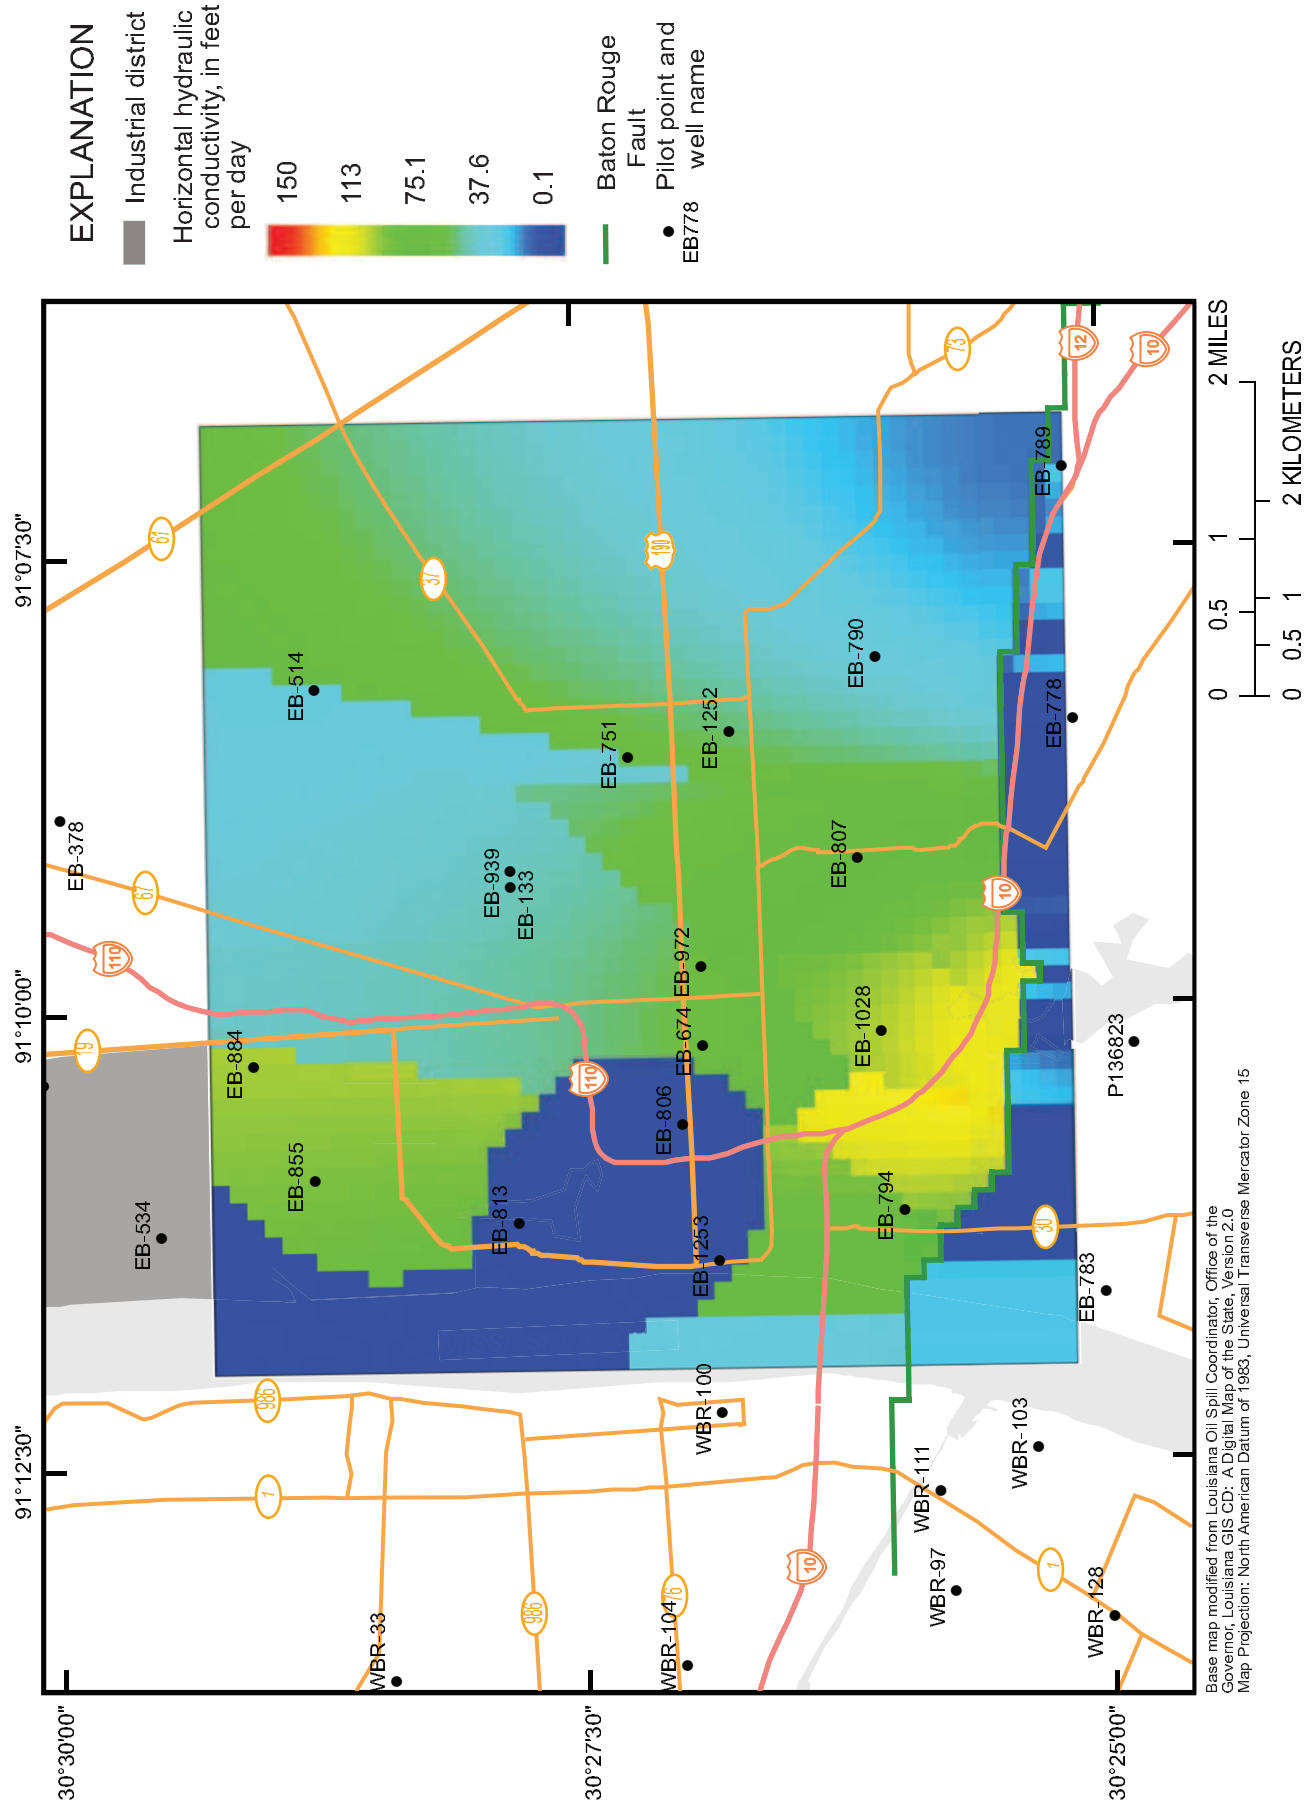 EXPLANATION
Industrial district
Horizontal hydraulic
conductivity, in feet
per day
150
113
75.1
37.6
0.1
Baton Rouge
Fault
Pilot point and
well name
EB778
91°12'30"
91°10'00"
91°07'30"
30°30'00"
30°27'30"
30°25'00"
EB-378
EB-534
EB-884
EB-855
EB-514
EB-939
EB-133
EB-813
EB-751
EB-1252
EB-972
EB-674
EB-806
EB-1253
EB-790
EB-807
EB-1028
EB-794
EB-789
EB-778
EB-783
P136823
WBR-33
WBR-104
WBR-100
WBR-111
WBR-103
WBR-97
WBR-128
61
67
110
19
37
190
110
986
1
986
76
10
73
12
10
10
30
1
0 0.5 1 2 MILES
0 0.5 1 2 KILOMETERS
Base map modified from Louisiana Oil Spill Coordinator, Office of the
Governor, Louisiana GIS CD: A Digital Map of the State, Version 2.0
Map Projection: North American Datum of 1983, Universal Transverse Mercator Zone 15